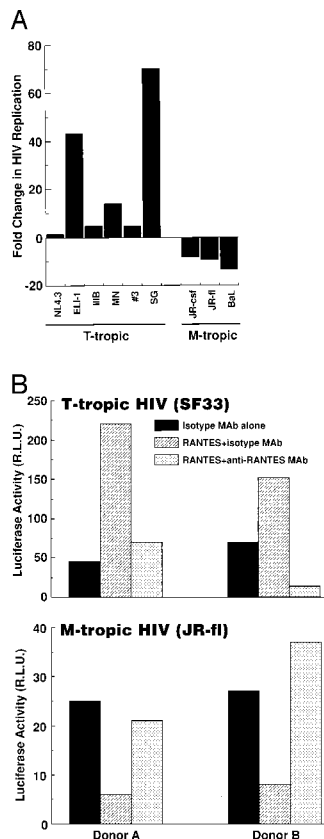 A
Fold Change in HIV Replication
80
60
40
20
0
-20
NL4.3
ELI-1
IIIB
MN
#3
SG
JR-csf
JR-fl
BaL
T-tropic
M-tropic
B
T-tropic HIV (SF33)
Luciferase Activity (R.L.U.)
250
200
150
100
50
0
Isotype MAb alone
RANTES+isotype MAb
RANTES+anti-RANTES MAb
M-tropic HIV (JR-fl)
Luciferase Activity (R.L.U.)
40
30
20
10
0
Donor A
Donor B